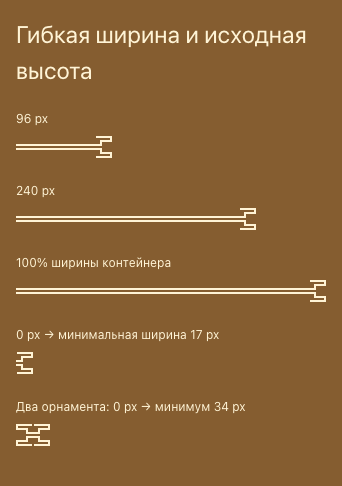 Гибкая ширина и исходная
высота
96 px
240 px
100% ширины контейнера
0 px → минимальная ширина 17 px
Два орнамента: 0 px → минимум 34 px